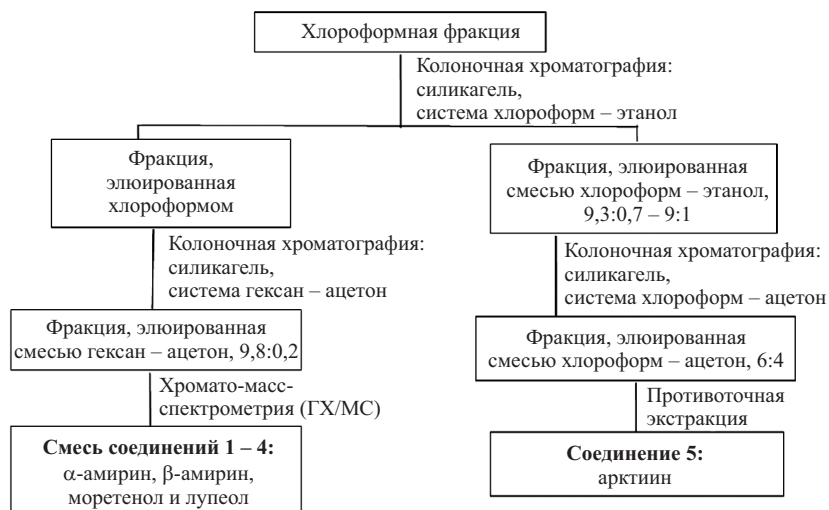 Хлороформная фракция
Колоночная хроматография:
силикагель,
система хлороформ – этанол
Фракция,
элюированная
хлороформом
Колоночная хроматография:
силикагель,
система гексан – ацетон
Фракция, элюированная
смесью гексан – ацетон, 9,8:0,2
Хромато-масс-
спектрометрия (ГХ/МС)
Смесь соединений 1 – 4:
α-амирин, β-амирин,
моретенол и лупеол
Фракция, элюированная
смесью хлороформ – этанол,
9,3:0,7 – 9:1
Колоночная хроматография:
силикагель,
система хлороформ – ацетон
Фракция, элюированная
смесью хлороформ – ацетон, 6:4
Противоточная
экстракция
Соединение 5:
арктиин